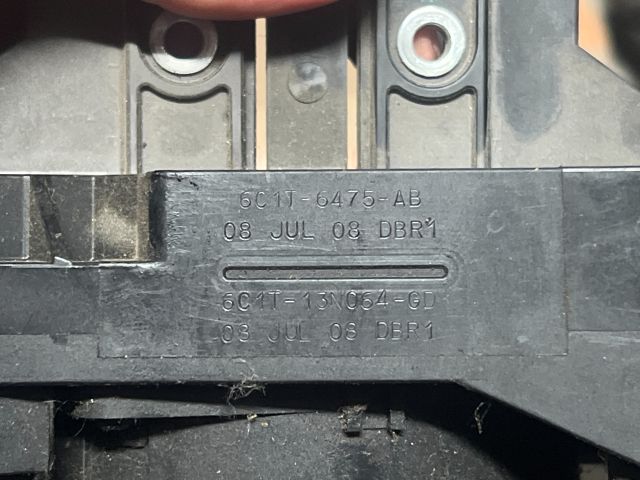 6C1T-6475-AB
08 JUL 08 DBR1
6C1T-13N064-GD
08 JUL 08 DBR1